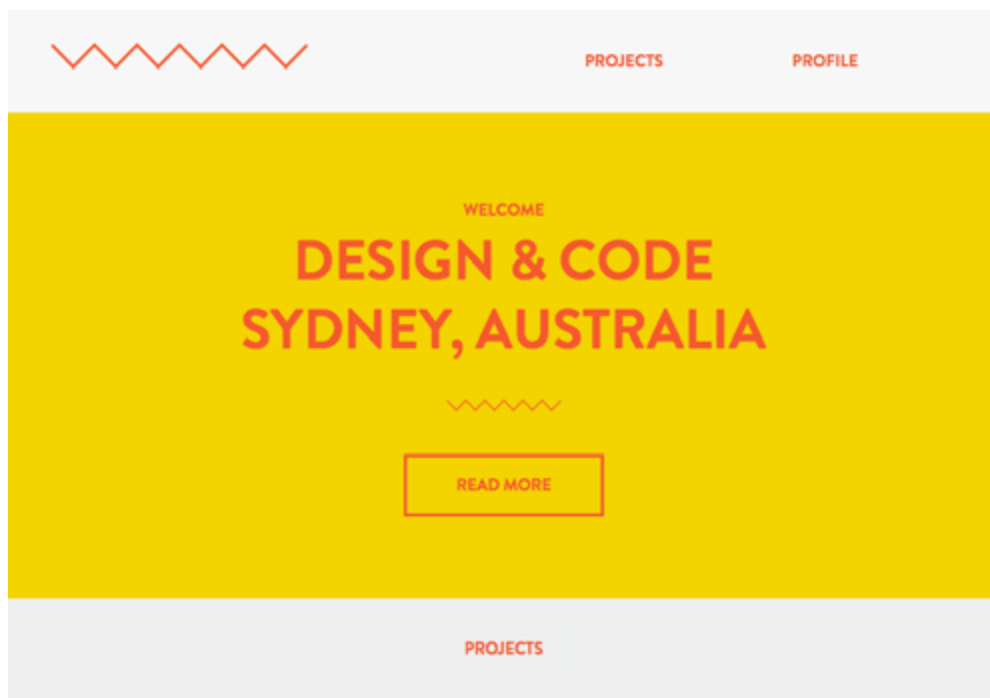 PROJECTS PROFILE
WELCOME
DESIGN & CODE
SYDNEY, AUSTRALIA
READ MORE
PROJECTS